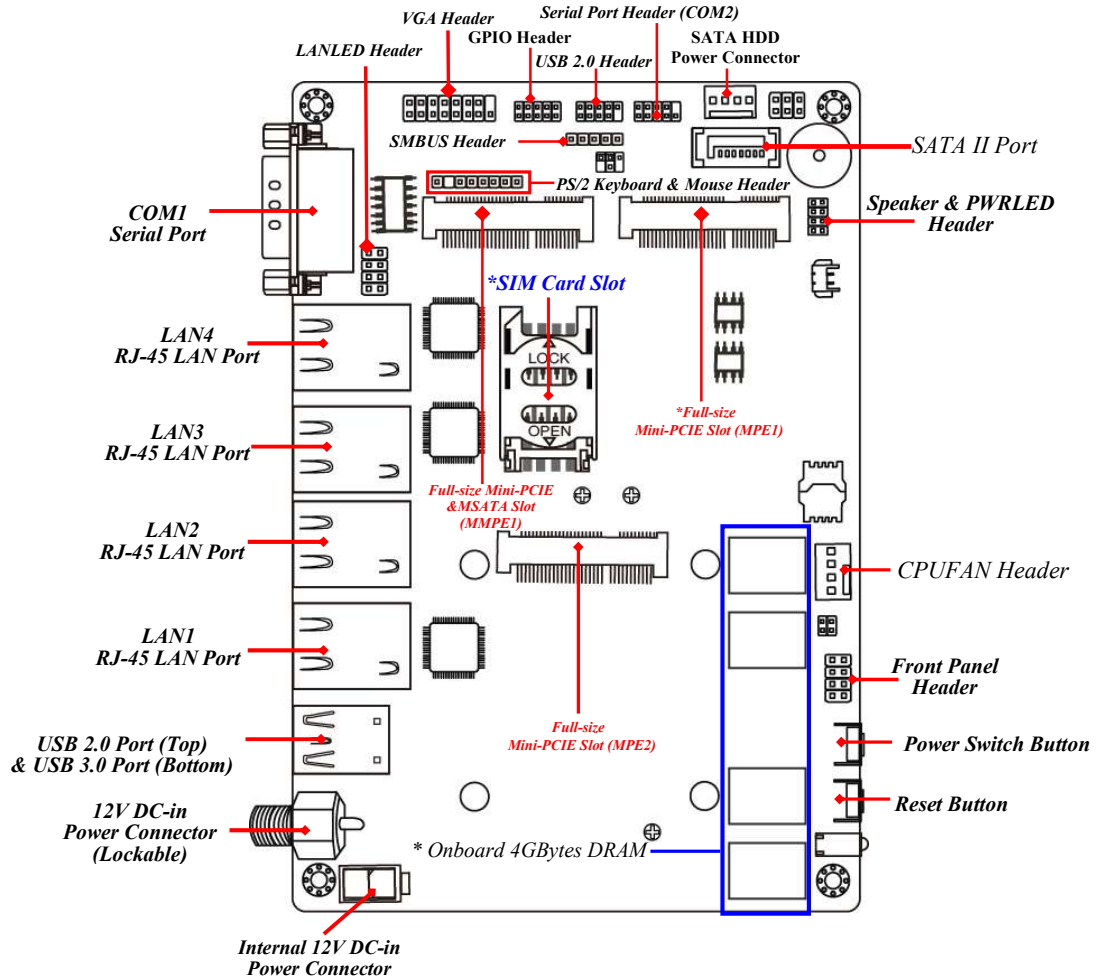 Serial Port Header (COM2)
VGA Header
GPIO Header
SATA HDD
Power Connector
LANLED Header
USB 2.0 Header
SMBUS Header
SATA II Port
PS/2 Keyboard & Mouse Header
COM1
Serial Port
Speaker & PWRLED
Header
*SIM Card Slot
LAN4
RJ-45 LAN Port
LOCK
OPEN
*Full-size
Mini-PCIE Slot (MPE1)
LAN3
RJ-45 LAN Port
Full-size Mini-PCIE
&MSATA Slot
(MMPE1)
LAN2
RJ-45 LAN Port
CPUFAN Header
LAN1
RJ-45 LAN Port
Front Panel
Header
Full-size
Mini-PCIE Slot (MPE2)
USB 2.0 Port (Top)
& USB 3.0 Port (Bottom)
Power Switch Button
12V DC-in
Power Connector
(Lockable)
Reset Button
* Onboard 4GBytes DRAM
Internal 12V DC-in
Power Connector